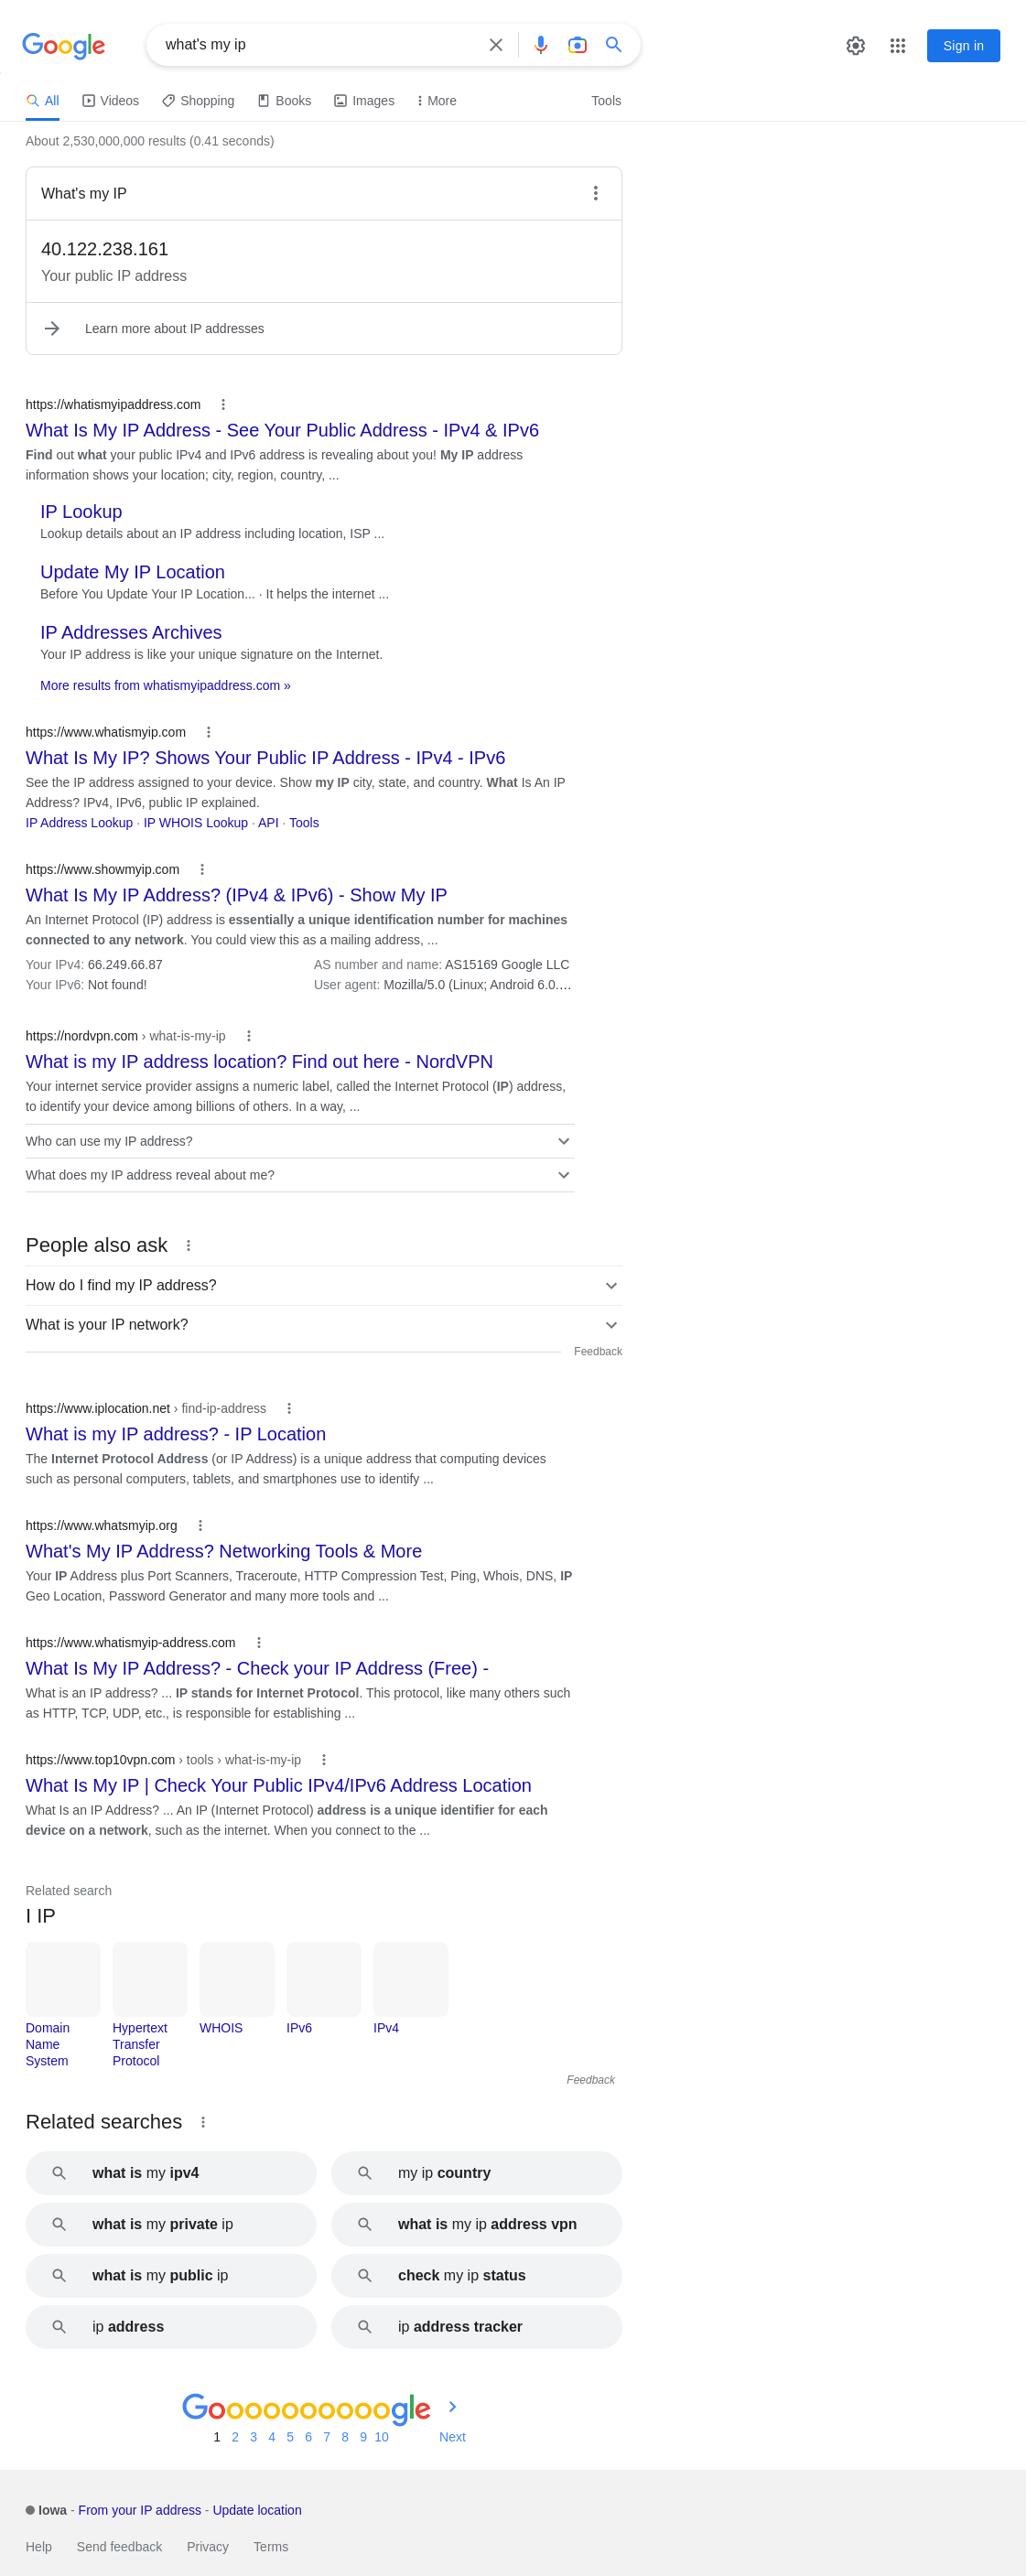 Google
what's my ip
Sign in
All
Videos
Shopping
Books
Images
More
Tools
About 2,530,000,000 results (0.41 seconds)
What's my IP
40.122.238.161
Your public IP address
Learn more about IP addresses
https://whatismyipaddress.com
What Is My IP Address - See Your Public Address - IPv4 & IPv6
Find out what your public IPv4 and IPv6 address is revealing about you! My IP address
information shows your location; city, region, country, ...
IP Lookup
Lookup details about an IP address including location, ISP ...
Update My IP Location
Before You Update Your IP Location... · It helps the internet ...
IP Addresses Archives
Your IP address is like your unique signature on the Internet.
More results from whatismyipaddress.com »
https://www.whatismyip.com
What Is My IP? Shows Your Public IP Address - IPv4 - IPv6
See the IP address assigned to your device. Show my IP city, state, and country. What Is An IP
Address? IPv4, IPv6, public IP explained.
IP Address Lookup · IP WHOIS Lookup · API · Tools
https://www.showmyip.com
What Is My IP Address? (IPv4 & IPv6) - Show My IP
An Internet Protocol (IP) address is essentially a unique identification number for machines
connected to any network. You could view this as a mailing address, ...
Your IPv4: 66.249.66.87
AS number and name: AS15169 Google LLC
Your IPv6: Not found!
User agent: Mozilla/5.0 (Linux; Android 6.0....
https://nordvpn.com › what-is-my-ip
What is my IP address location? Find out here - NordVPN
Your internet service provider assigns a numeric label, called the Internet Protocol (IP) address,
to identify your device among billions of others. In a way, ...
Who can use my IP address?
What does my IP address reveal about me?
People also ask
How do I find my IP address?
What is your IP network?
Feedback
https://www.iplocation.net › find-ip-address
What is my IP address? - IP Location
The Internet Protocol Address (or IP Address) is a unique address that computing devices
such as personal computers, tablets, and smartphones use to identify ...
https://www.whatsmyip.org
What's My IP Address? Networking Tools & More
Your IP Address plus Port Scanners, Traceroute, HTTP Compression Test, Ping, Whois, DNS, IP
Geo Location, Password Generator and many more tools and ...
https://www.whatismyip-address.com
What Is My IP Address? - Check your IP Address (Free) -
What is an IP address? ... IP stands for Internet Protocol. This protocol, like many others such
as HTTP, TCP, UDP, etc., is responsible for establishing ...
https://www.top10vpn.com › tools › what-is-my-ip
What Is My IP | Check Your Public IPv4/IPv6 Address Location
What Is an IP Address? ... An IP (Internet Protocol) address is a unique identifier for each
device on a network, such as the internet. When you connect to the ...
Related search
I IP
Domain
Name
System
Hypertext
Transfer
Protocol
WHOIS
IPv6
IPv4
Feedback
Related searches
what is my ipv4
my ip country
what is my private ip
what is my ip address vpn
what is my public ip
check my ip status
ip address
ip address tracker
Goooooooooogle
1 2 3 4 5 6 7 8 9 10 Next
Iowa - From your IP address - Update location
Help
Send feedback
Privacy
Terms